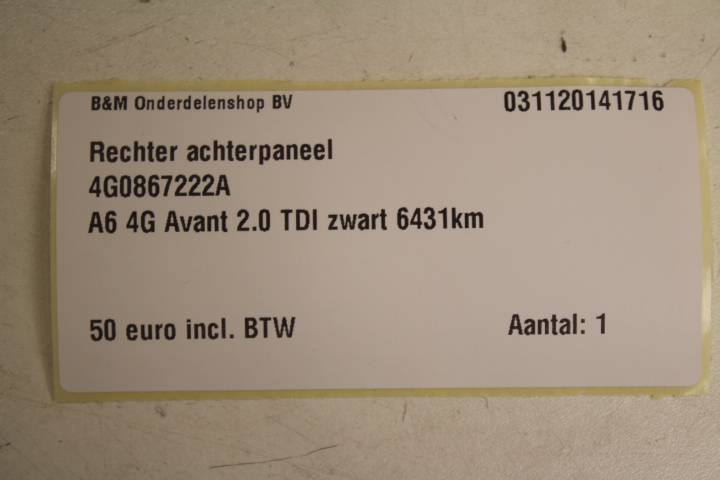 B&M Onderdelenshop BV 031120141716
Rechter achterpaneel
4G0867222A
A6 4G Avant 2.0 TDI zwart 6431km
50 euro incl. BTW Aantal: 1